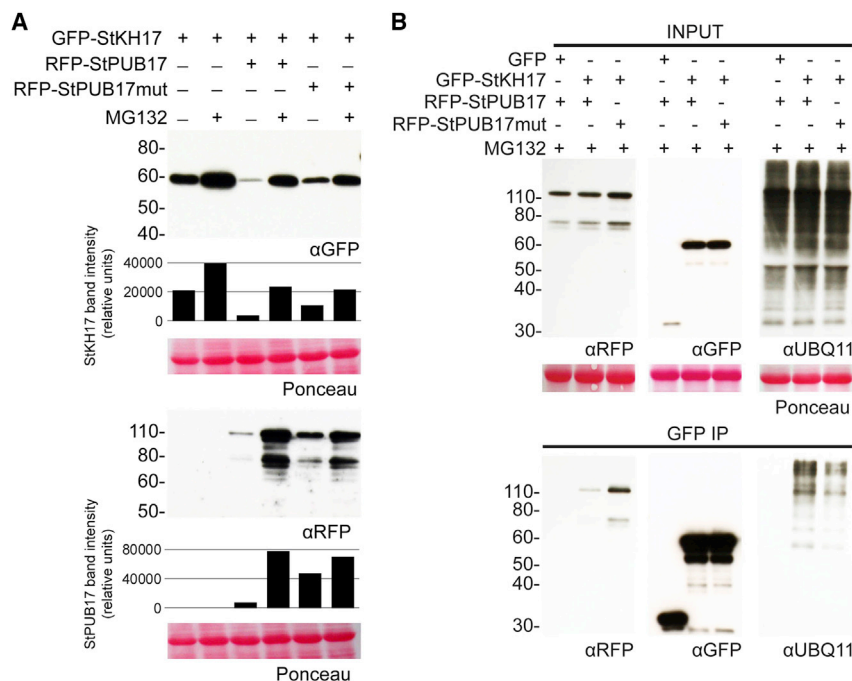 A
GFP-StKH17 + + + + + +
RFP-StPUB17 – – + + – –
RFP-StPUB17mut – – – – + +
MG132 – + – + – +
80-
60-
50-
40-
αGFP
StKH17 band intensity
(relative units)
40000
20000
0
Ponceau
110-
80-
60-
50-
αRFP
StPUB17 band intensity
(relative units)
80000
40000
0
Ponceau
B
INPUT
GFP + - - + - - + - -
GFP-StKH17 - + + - + + - + +
RFP-StPUB17 + + - + + - + + -
RFP-StPUB17mut - - + - - + - - +
MG132 + + + + + + + + +
110-
80-
60-
50-
40-
30-
αRFP αGFP αUBQ11
Ponceau
GFP IP
110-
80-
60-
50-
40-
30-
αRFP αGFP αUBQ11